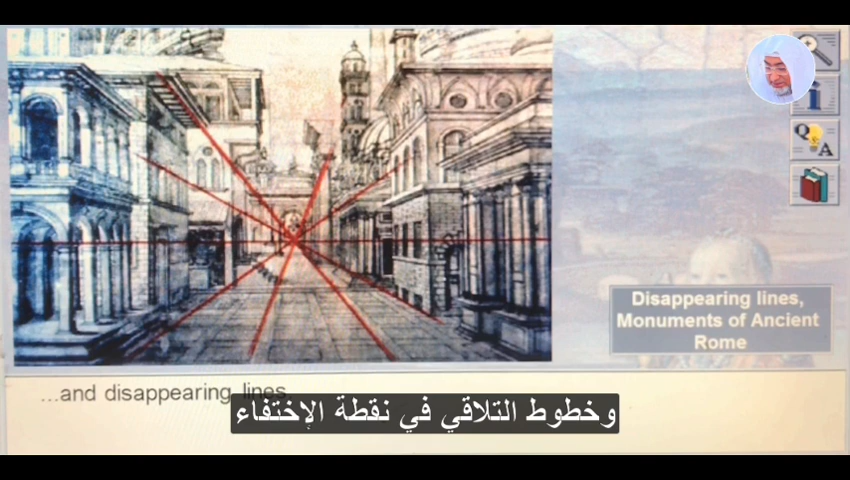 i
Q
A
Disappearing lines,
Monuments of Ancient
Rome
...and disappearing lines
وخطوط التلاقي في نقطة الإختفاء